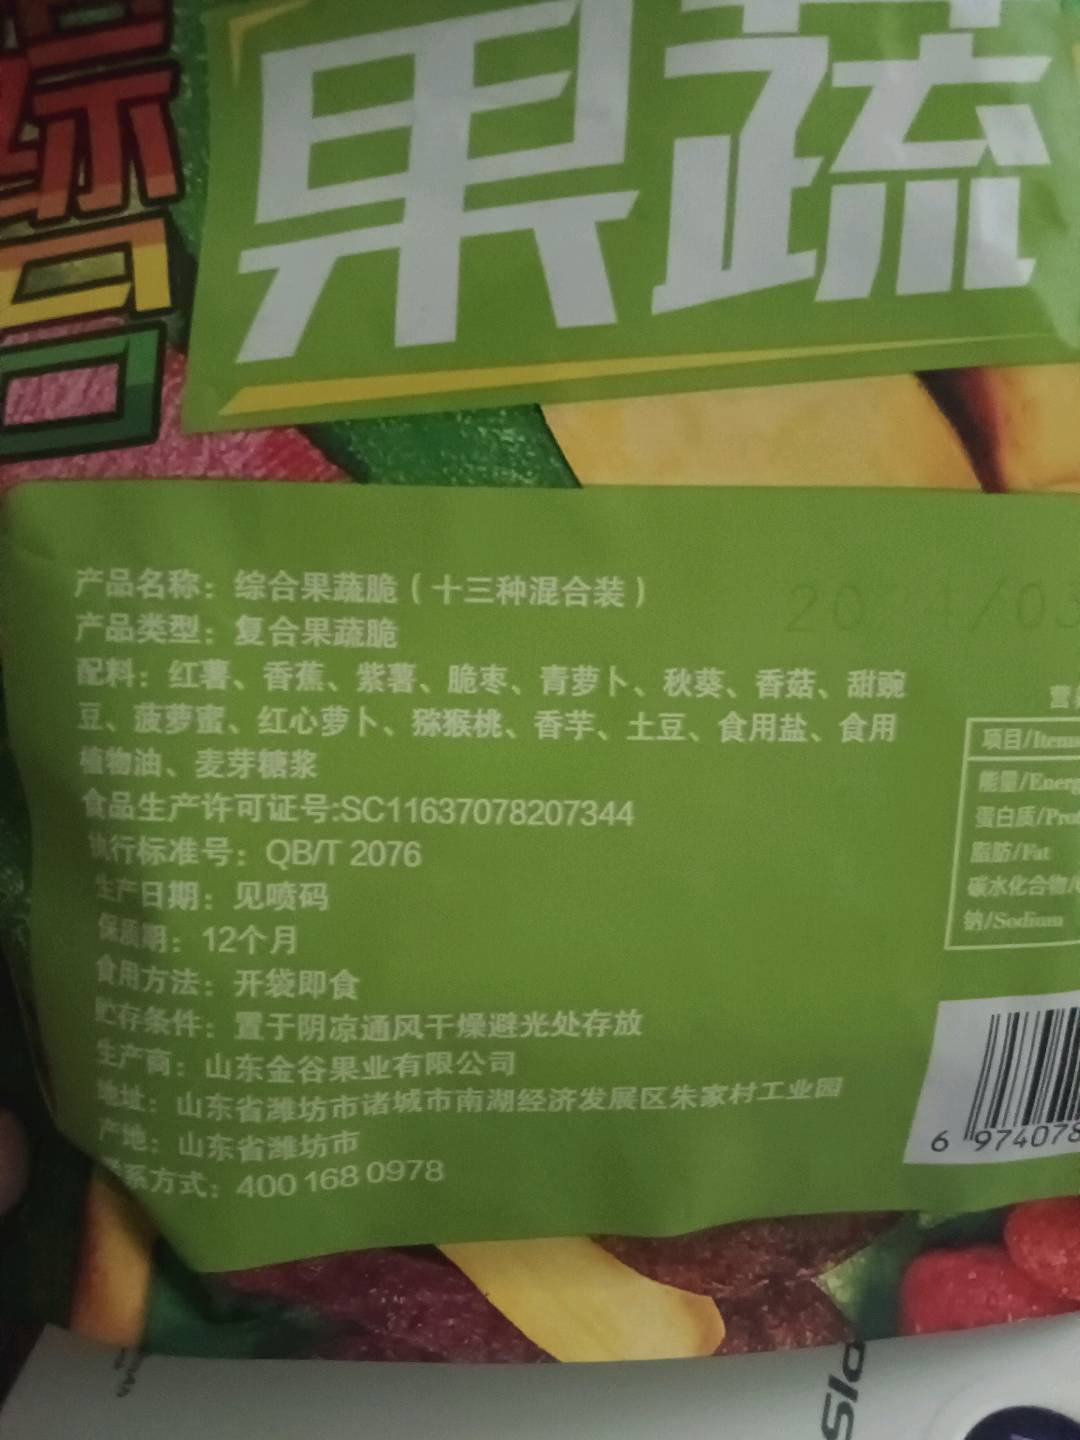 综合
果蔬
产品名称：综合果蔬脆（十三种混合装）
产品类型：复合果蔬脆
配料：红薯、香蕉、紫薯、脆枣、青萝卜、秋葵、香菇、甜豌
豆、菠萝蜜、红心萝卜、猕猴桃、香芋、土豆、食用盐、食用
植物油、麦芽糖浆
食品生产许可证号:SC11637078207344
执行标准号：QB/T 2076
生产日期：见喷码
保质期：12个月
食用方法：开袋即食
贮存条件：置于阴凉通风干燥避光处存放
生产商：山东金谷果业有限公司
地址：山东省潍坊市诸城市南湖经济发展区朱家村工业园
产地：山东省潍坊市
联系方式：400 168 0978
2024/03
营
项目/Items
能量/Energ
蛋白质/Pro
脂肪/Fat
碳水化合物/
钠/Sodium
6 974078